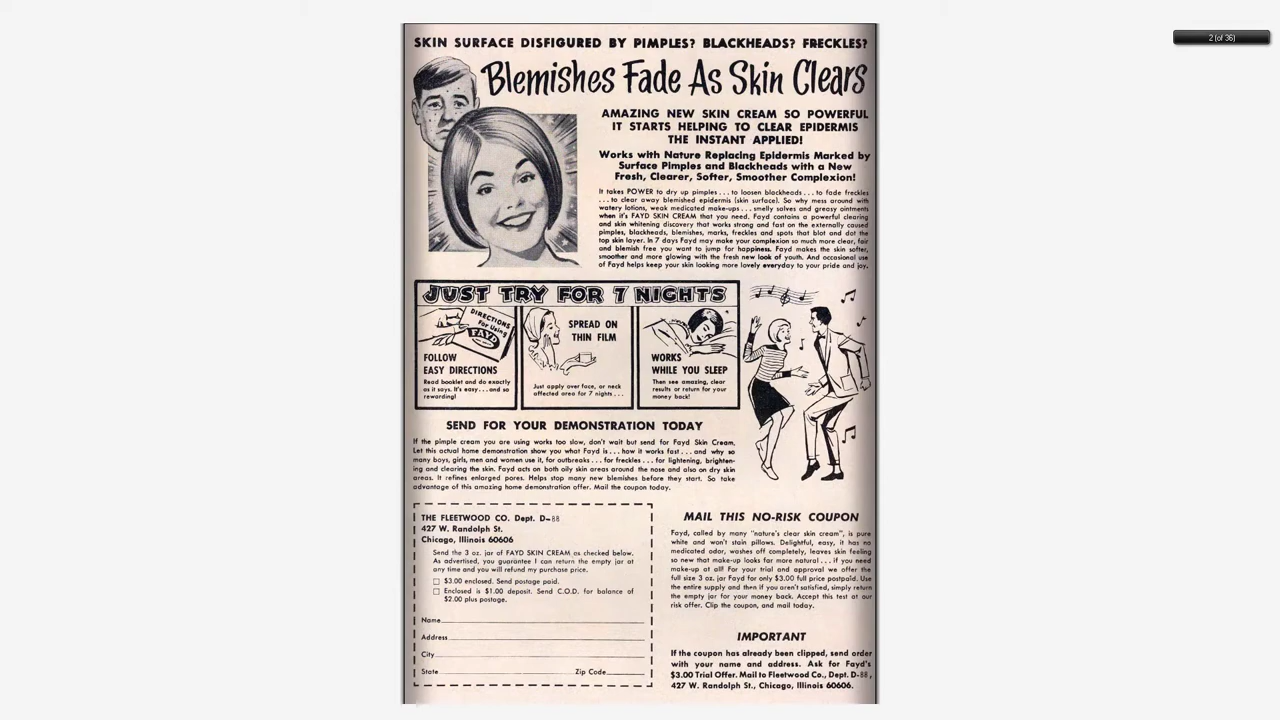 2 (of 36)
SKIN SURFACE DISFIGURED BY PIMPLES? BLACKHEADS? FRECKLES?
Blemishes Fade As Skin Clears
AMAZING NEW SKIN CREAM SO POWERFUL
IT STARTS HELPING TO CLEAR EPIDERMIS
THE INSTANT APPLIED!
Works with Nature Replacing Epidermis Marked by
Surface Pimples and Blackheads with a New
Fresh, Clearer, Softer, Smoother Complexion!
It takes POWER to dry up pimples . . . to loosen blackheads . . . to fade freckles
. . . to clear away blemished epidermis (skin surface). So why mess around with
watery lotions, weak medicated make-ups . . . smelly salves and greasy ointments
when it's FAYD SKIN CREAM that you need. Fayd contains a powerful clearing
and skin whitening discovery that works strong and fast on the externally caused
pimples, blackheads, blemishes, marks, freckles and spots that blot and dot the
top skin layer. In 7 days Fayd may make your complexion so much more clear, fair
and blemish free you want to jump for happiness. Fayd makes the skin softer,
smoother and more glowing with the fresh new look of youth. And occasional use
of Fayd helps keep your skin looking more lovely everyday to your pride and joy.
JUST TRY FOR 7 NIGHTS
DIRECTIONS
For Using
FAYD
FOLLOW
EASY DIRECTIONS
Read booklet and do exactly
as it says. It's easy . . . and so
rewarding!
SPREAD ON
THIN FILM
Just apply over face, or neck
affected area for 7 nights . . .
WORKS
WHILE YOU SLEEP
Then see amazing, clear
results or return for your
money back!
SEND FOR YOUR DEMONSTRATION TODAY
If the pimple cream you are using works too slow, don't wait but send for Fayd Skin Cream.
Let this actual home demonstration show you what Fayd is . . . how it works fast . . . and why so
many boys, girls, men and women use it, for outbreaks . . . for freckles . . . for lightening, brighten-
ing and clearing the skin. Fayd acts on both oily skin areas around the nose and also on dry skin
areas. It refines enlarged pores. Helps stop many new blemishes before they start. So take
advantage of this amazing home demonstration offer. Mail the coupon today.
THE FLEETWOOD CO. Dept. D-88
427 W. Randolph St.
Chicago, Illinois 60606
Send the 3 oz. jar of FAYD SKIN CREAM as checked below.
As advertised, you guarantee I can return the empty jar at
any time and you will refund my purchase price.
☐ $3.00 enclosed. Send postage paid.
☐ Enclosed is $1.00 deposit. Send C.O.D. for balance of
$2.00 plus postage.
Name
Address
City
State Zip Code
MAIL THIS NO-RISK COUPON
Fayd, called by many "nature's clear skin cream", is pure
white and won't stain pillows. Delightful, easy, it has no
medicated odor, washes off completely, leaves skin feeling
so new that make-up looks far more natural . . . if you need
make-up at all! For your trial and approval we offer the
full size 3 oz. jar Fayd for only $3.00 full price postpaid. Use
the entire supply and then if you aren't satisfied, simply return
the empty jar for your money back. Accept this test at our
risk offer. Clip the coupon, and mail today.
IMPORTANT
If the coupon has already been clipped, send order
with your name and address. Ask for Fayd's
$3.00 Trial Offer. Mail to Fleetwood Co., Dept. D-88,
427 W. Randolph St., Chicago, Illinois 60606.